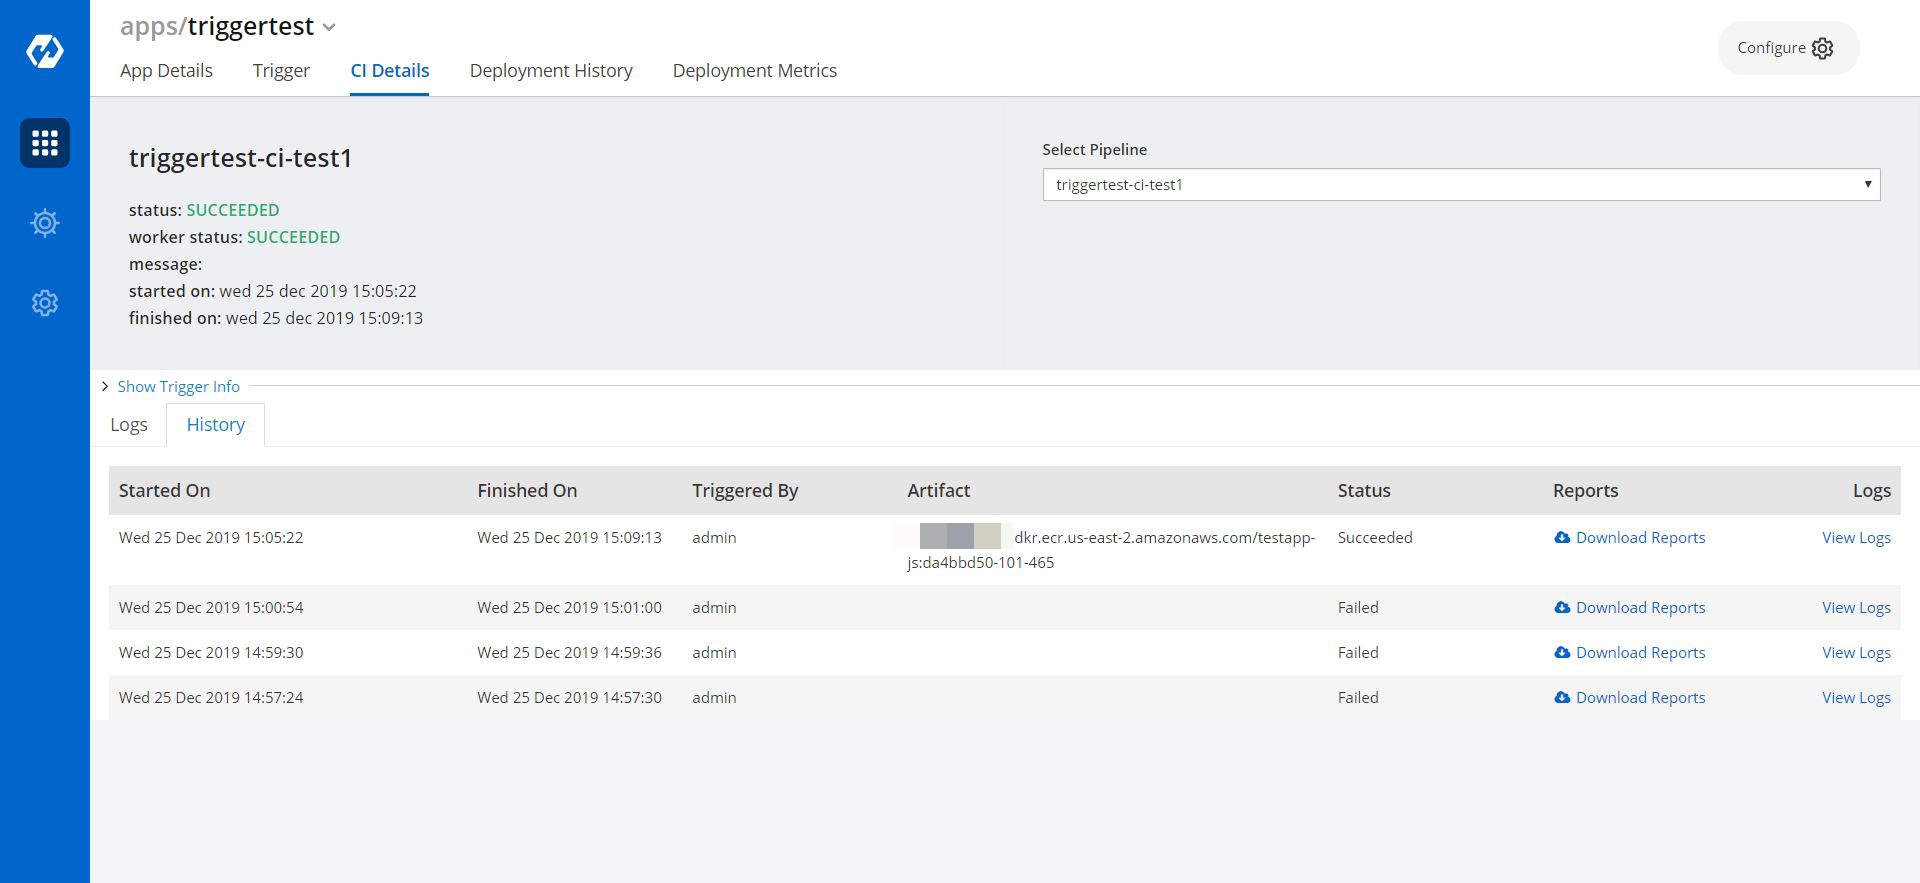 apps/triggertest
Configure
App Details Trigger CI Details Deployment History Deployment Metrics
triggertest-ci-test1
status: SUCCEEDED
worker status: SUCCEEDED
message:
started on: wed 25 dec 2019 15:05:22
finished on: wed 25 dec 2019 15:09:13
Select Pipeline
triggertest-ci-test1
Show Trigger Info
Logs History
Started On Finished On Triggered By Artifact Status Reports Logs
Wed 25 Dec 2019 15:05:22 Wed 25 Dec 2019 15:09:13 admin dkr.ecr.us-east-2.amazonaws.com/testapp- Succeeded Download Reports View Logs
js:da4bbd50-101-465
Wed 25 Dec 2019 15:00:54 Wed 25 Dec 2019 15:01:00 admin Failed Download Reports View Logs
Wed 25 Dec 2019 14:59:30 Wed 25 Dec 2019 14:59:36 admin Failed Download Reports View Logs
Wed 25 Dec 2019 14:57:24 Wed 25 Dec 2019 14:57:30 admin Failed Download Reports View Logs